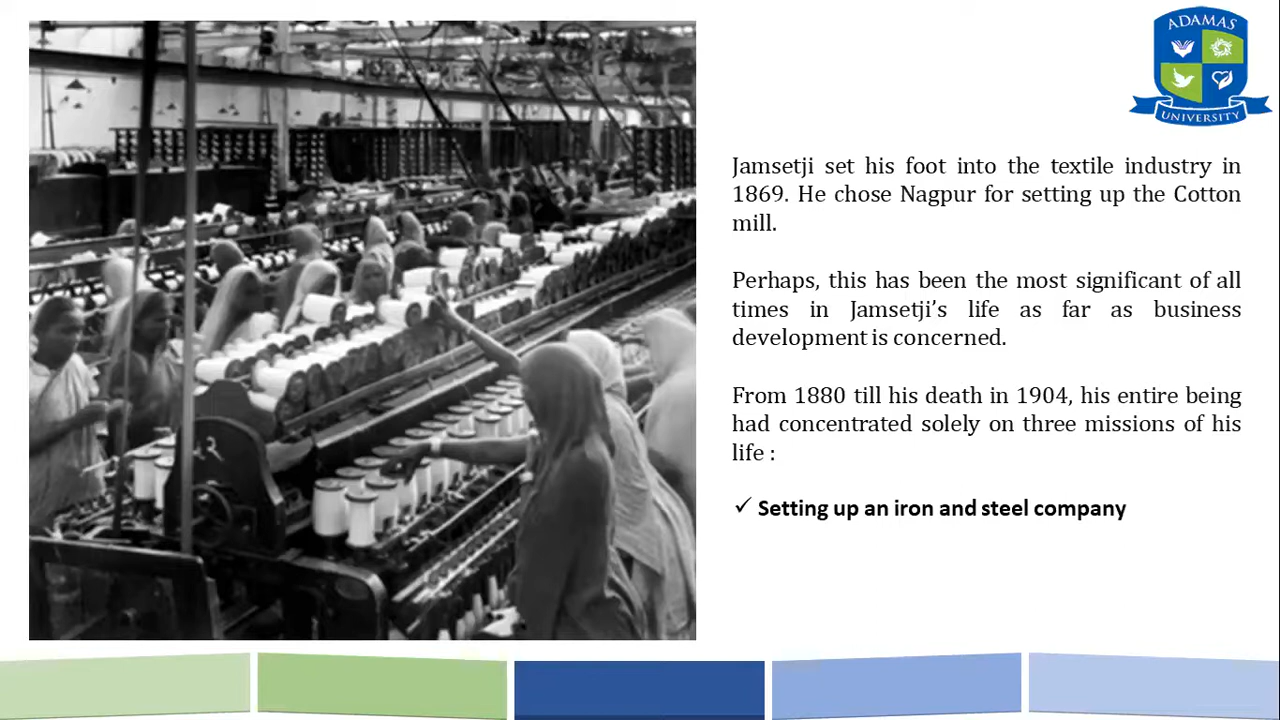 ADAMAS
UNIVERSITY
Jamsetji set his foot into the textile industry in
1869. He chose Nagpur for setting up the Cotton
mill.
Perhaps, this has been the most significant of all
times in Jamsetji’s life as far as business
development is concerned.
From 1880 till his death in 1904, his entire being
had concentrated solely on three missions of his
life :
✓ Setting up an iron and steel company